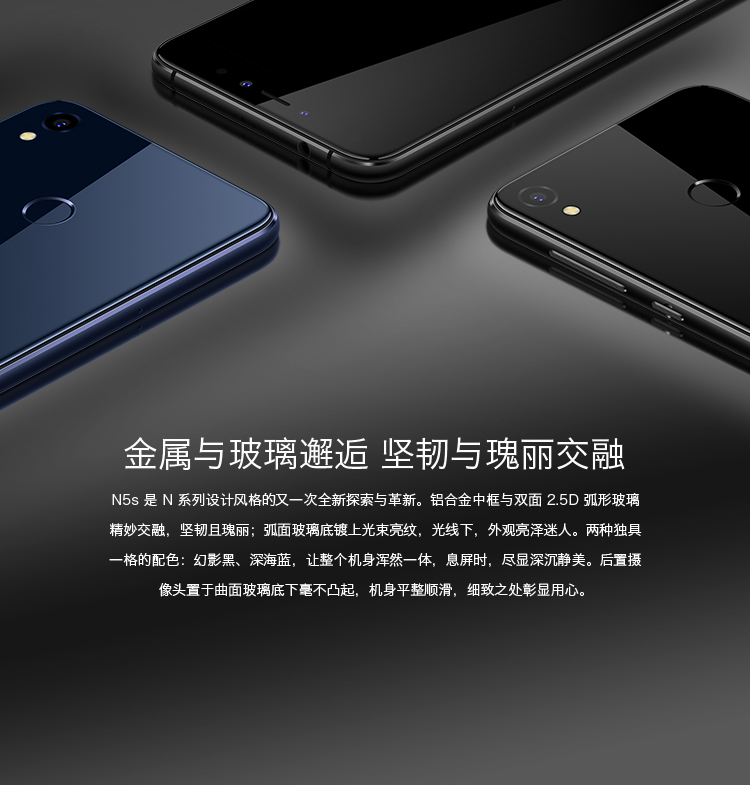 金属与玻璃邂逅 坚韧与瑰丽交融
N5s 是 N 系列设计风格的又一次全新探索与革新。铝合金中框与双面 2.5D 弧形玻璃
精妙交融，坚韧且瑰丽；弧面玻璃底镀上光束亮纹，光线下，外观亮泽迷人。两种独具
一格的配色：幻影黑、深海蓝，让整个机身浑然一体，息屏时，尽显深沉静美。后置摄
像头置于曲面玻璃底下毫不凸起，机身平整顺滑，细致之处彰显用心。